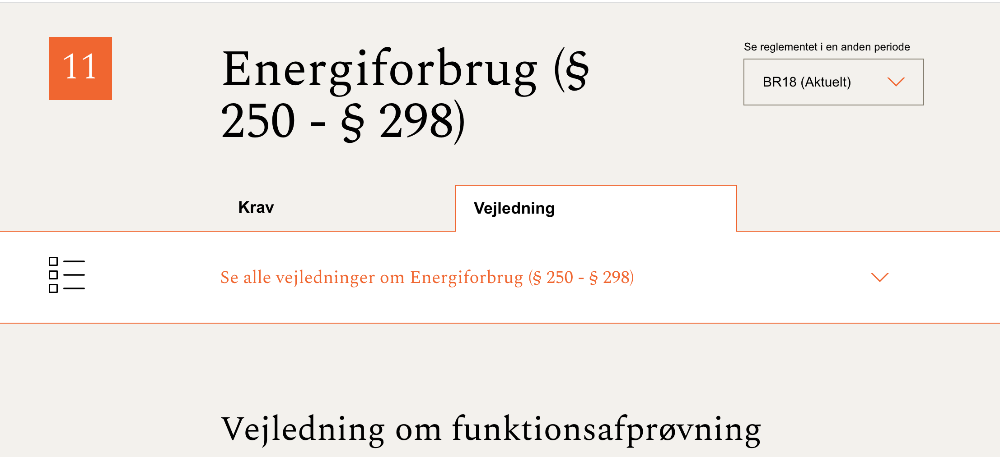 11
Energiforbrug (§
250 - § 298)
Se reglementet i en anden periode
BR18 (Aktuelt)
Krav
Vejledning
Se alle vejledninger om Energiforbrug (§ 250 - § 298)
Vejledning om funktionsafprøvning